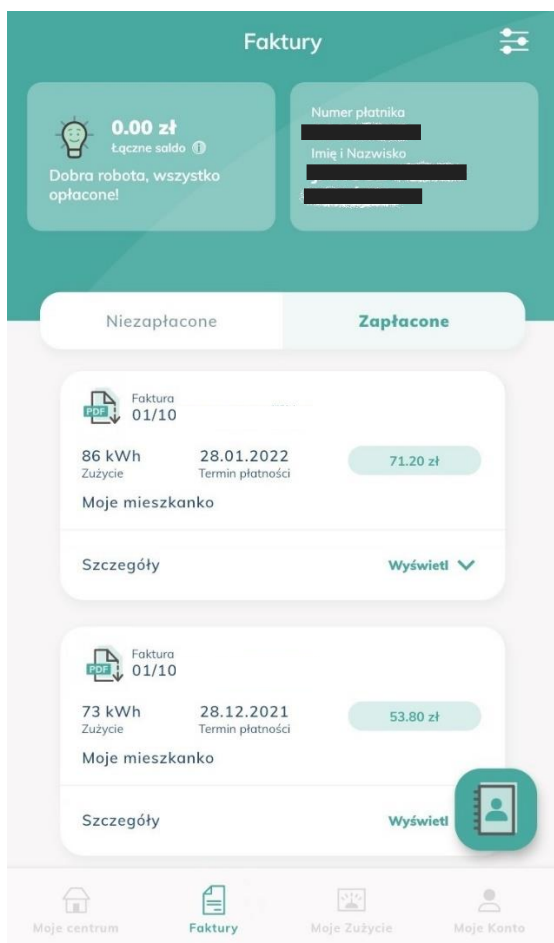 Faktury
0.00 zł
Łączne saldo
Dobra robota, wszystko
opłacone!
Numer płatnika
Imię i Nazwisko
Niezapłacone
Zapłacone
PDF
Faktura
01/10
86 kWh
Zużycie
28.01.2022
Termin płatności
71.20 zł
Moje mieszkanko
Szczegóły
Wyświetl
PDF
Faktura
01/10
73 kWh
Zużycie
28.12.2021
Termin płatności
53.80 zł
Moje mieszkanko
Szczegóły
Wyświetl
Moje centrum
Faktury
Moje Zużycie
Moje Konto